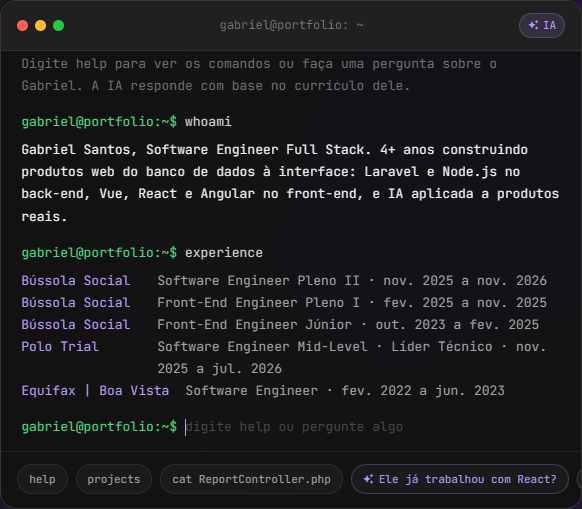 gabriel@portfolio: ~
IA
Digite help para ver os comandos ou faça uma pergunta sobre o
Gabriel. A IA responde com base no currículo dele.
gabriel@portfolio:~$ whoami
Gabriel Santos, Software Engineer Full Stack. 4+ anos construindo
produtos web do banco de dados à interface: Laravel e Node.js no
back-end, Vue, React e Angular no front-end, e IA aplicada a produtos
reais.
gabriel@portfolio:~$ experience
Bússola Social Software Engineer Pleno II · nov. 2025 a nov. 2026
Bússola Social Front-End Engineer Pleno I · fev. 2025 a nov. 2025
Bússola Social Front-End Engineer Júnior · out. 2023 a fev. 2025
Polo Trial Software Engineer Mid-Level · Líder Técnico · nov.
2025 a jul. 2026
Equifax | Boa Vista Software Engineer · fev. 2022 a jun. 2023
gabriel@portfolio:~$ digite help ou pergunte algo
help projects cat ReportController.php Ele já trabalhou com React?